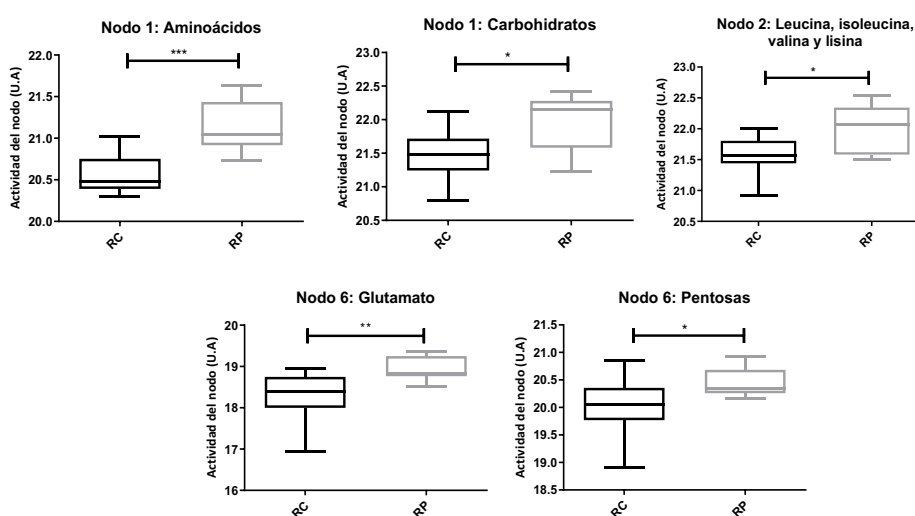 Nodo 1: Aminoácidos
***
Actividad del nodo (U.A)
22.0
21.5
21.0
20.5
20.0
RC
RP
Nodo 1: Carbohidratos
*
Actividad del nodo (U.A)
23.0
22.5
22.0
21.5
21.0
20.5
RC
RP
Nodo 2: Leucina, isoleucina,
valina y lisina
*
Actividad del nodo (U.A)
23.0
22.5
22.0
21.5
21.0
20.5
RC
RP
Nodo 6: Glutamato
**
Actividad del nodo (U.A)
20
19
18
17
16
RC
RP
Nodo 6: Pentosas
*
Actividad del nodo (U.A)
21.5
21.0
20.5
20.0
19.5
19.0
18.5
RC
RP